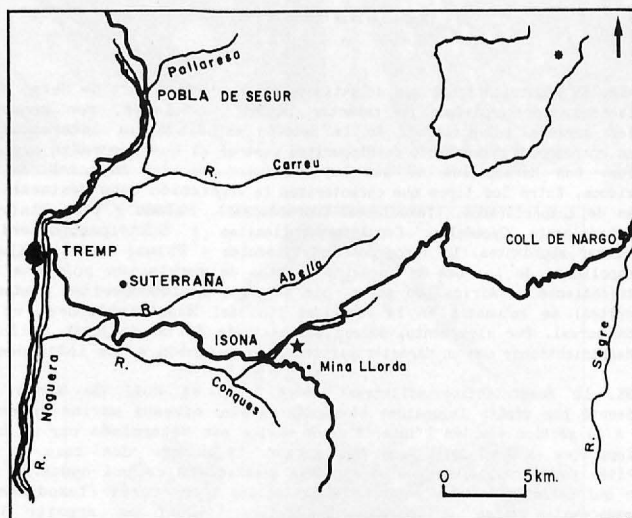 Pallaresa
POBLA DE SEGUR
R. Carreu
TREMP
SUTERRAÑA
R. Abella
COLL DE NARGO
ISONA
Mina LLorda
R. Conques
R. Noguera
R. Segre
0 5km.